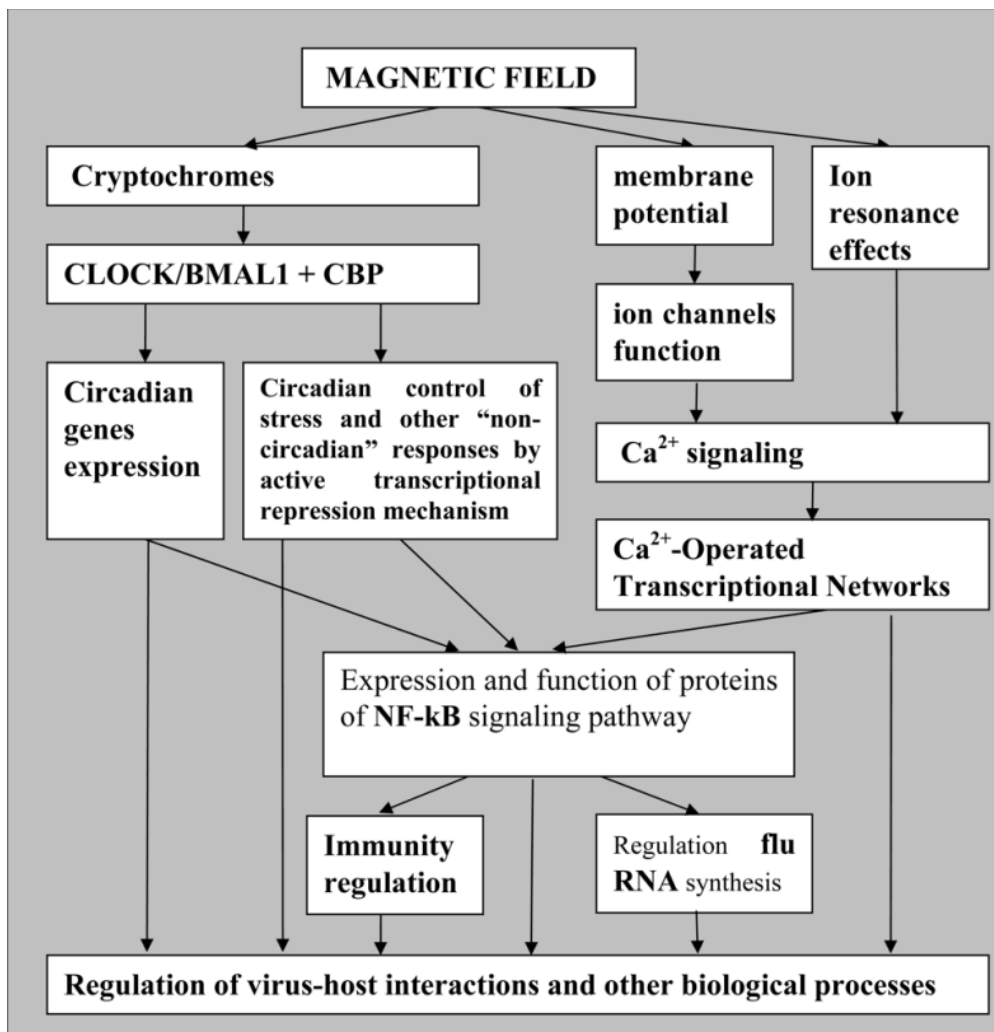 MAGNETIC FIELD
Cryptochromes
membrane
potential
Ion
resonance
effects
CLOCK/BMAL1 + CBP
ion channels
function
Circadian
genes
expression
Circadian control of
stress and other “non-
circadian” responses by
active transcriptional
repression mechanism
Ca²⁺ signaling
Ca²⁺-Operated
Transcriptional Networks
Expression and function of proteins
of NF-kB signaling pathway
Immunity
regulation
Regulation flu
RNA synthesis
Regulation of virus-host interactions and other biological processes